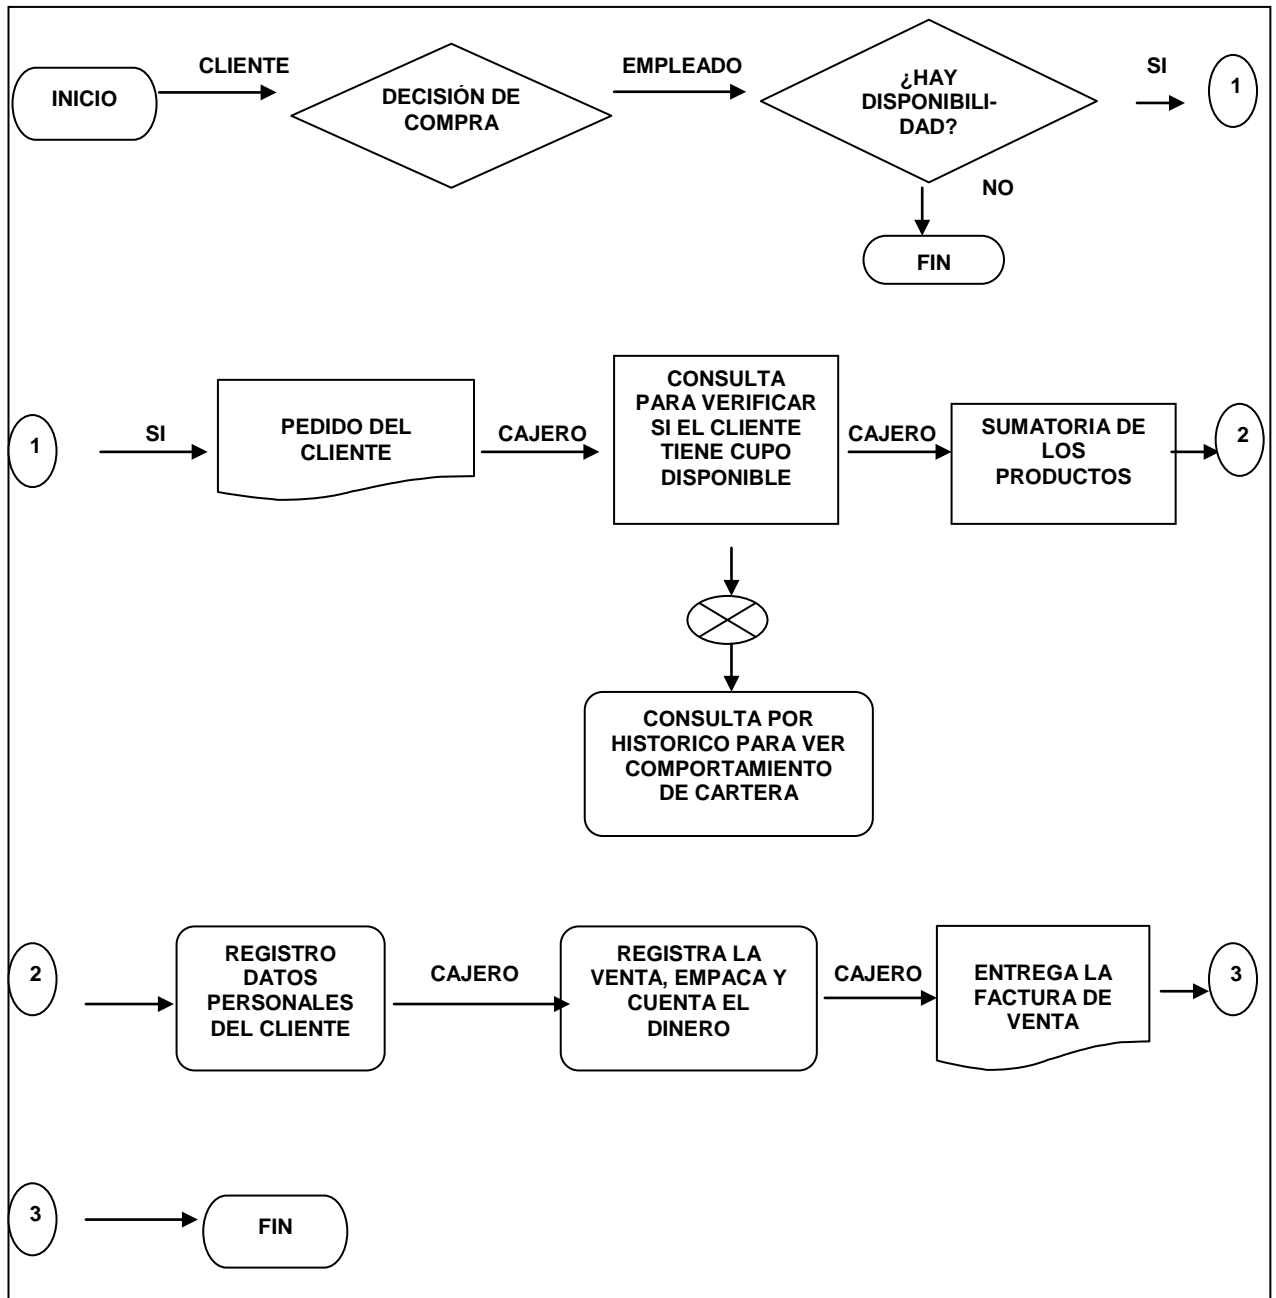 INICIO
CLIENTE
DECISIÓN DE
COMPRA
EMPLEADO
¿HAY
DISPONIBILI-
DAD?
SI
1
NO
FIN
1
SI
PEDIDO DEL
CLIENTE
CAJERO
CONSULTA
PARA VERIFICAR
SI EL CLIENTE
TIENE CUPO
DISPONIBLE
CAJERO
SUMATORIA DE
LOS
PRODUCTOS
2
CONSULTA POR
HISTORICO PARA VER
COMPORTAMIENTO
DE CARTERA
2
REGISTRO
DATOS
PERSONALES
DEL CLIENTE
CAJERO
REGISTRA LA
VENTA, EMPACA Y
CUENTA EL
DINERO
CAJERO
ENTREGA LA
FACTURA DE
VENTA
3
3
FIN